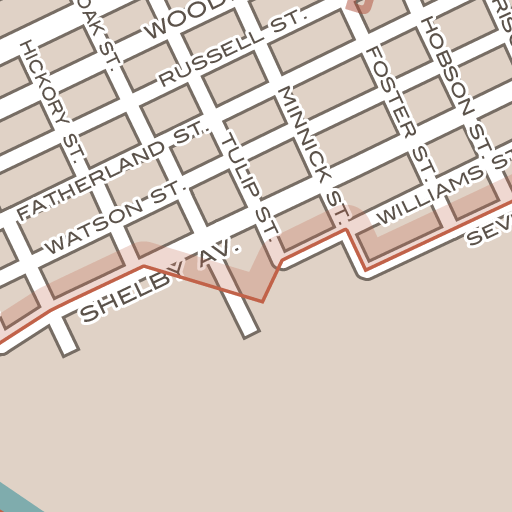 OAK ST.
WOOD
HICKORY ST.
RUSSELL ST.
FOSTER ST.
HOBSON ST.
MINNICK ST.
FATHERLAND ST.
TULIP ST.
WATSON ST.
WILLIAMS ST
SHELBY AV.
SEV